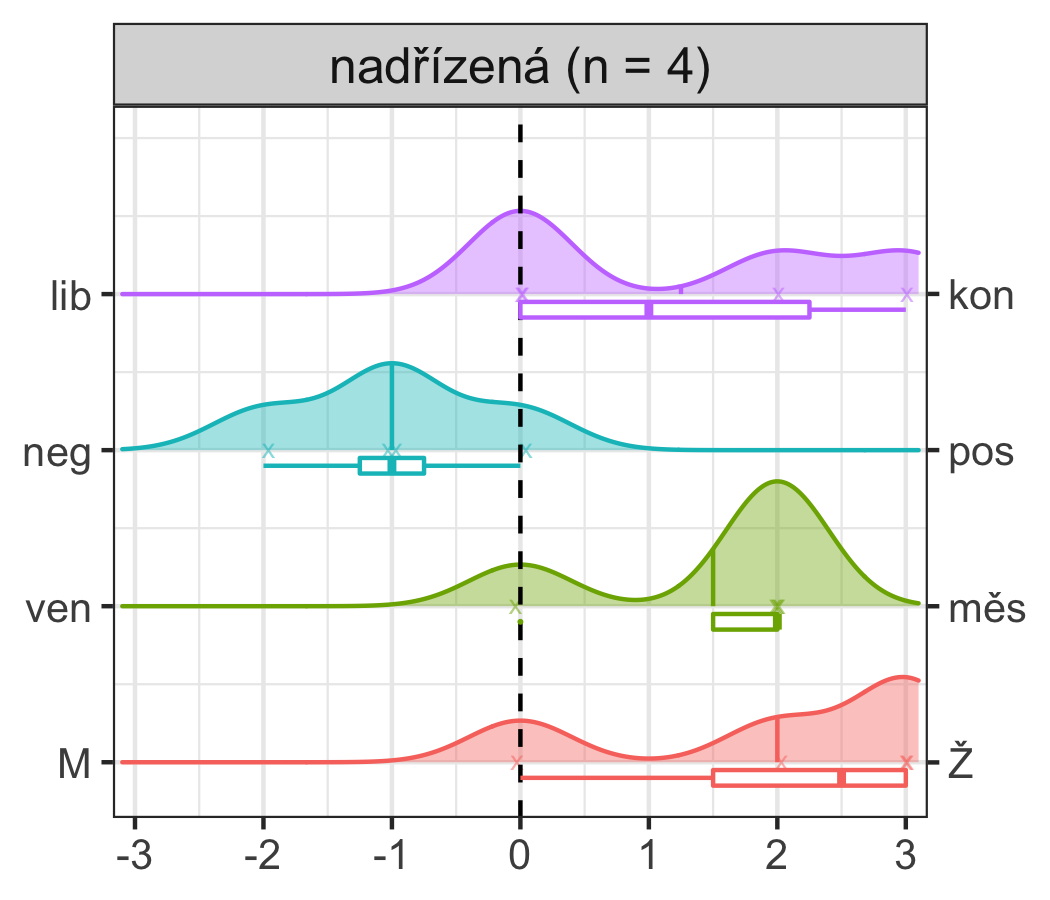 nadřízená (n = 4)
lib kon
neg pos
ven měs
M Ž
-3 -2 -1 0 1 2 3